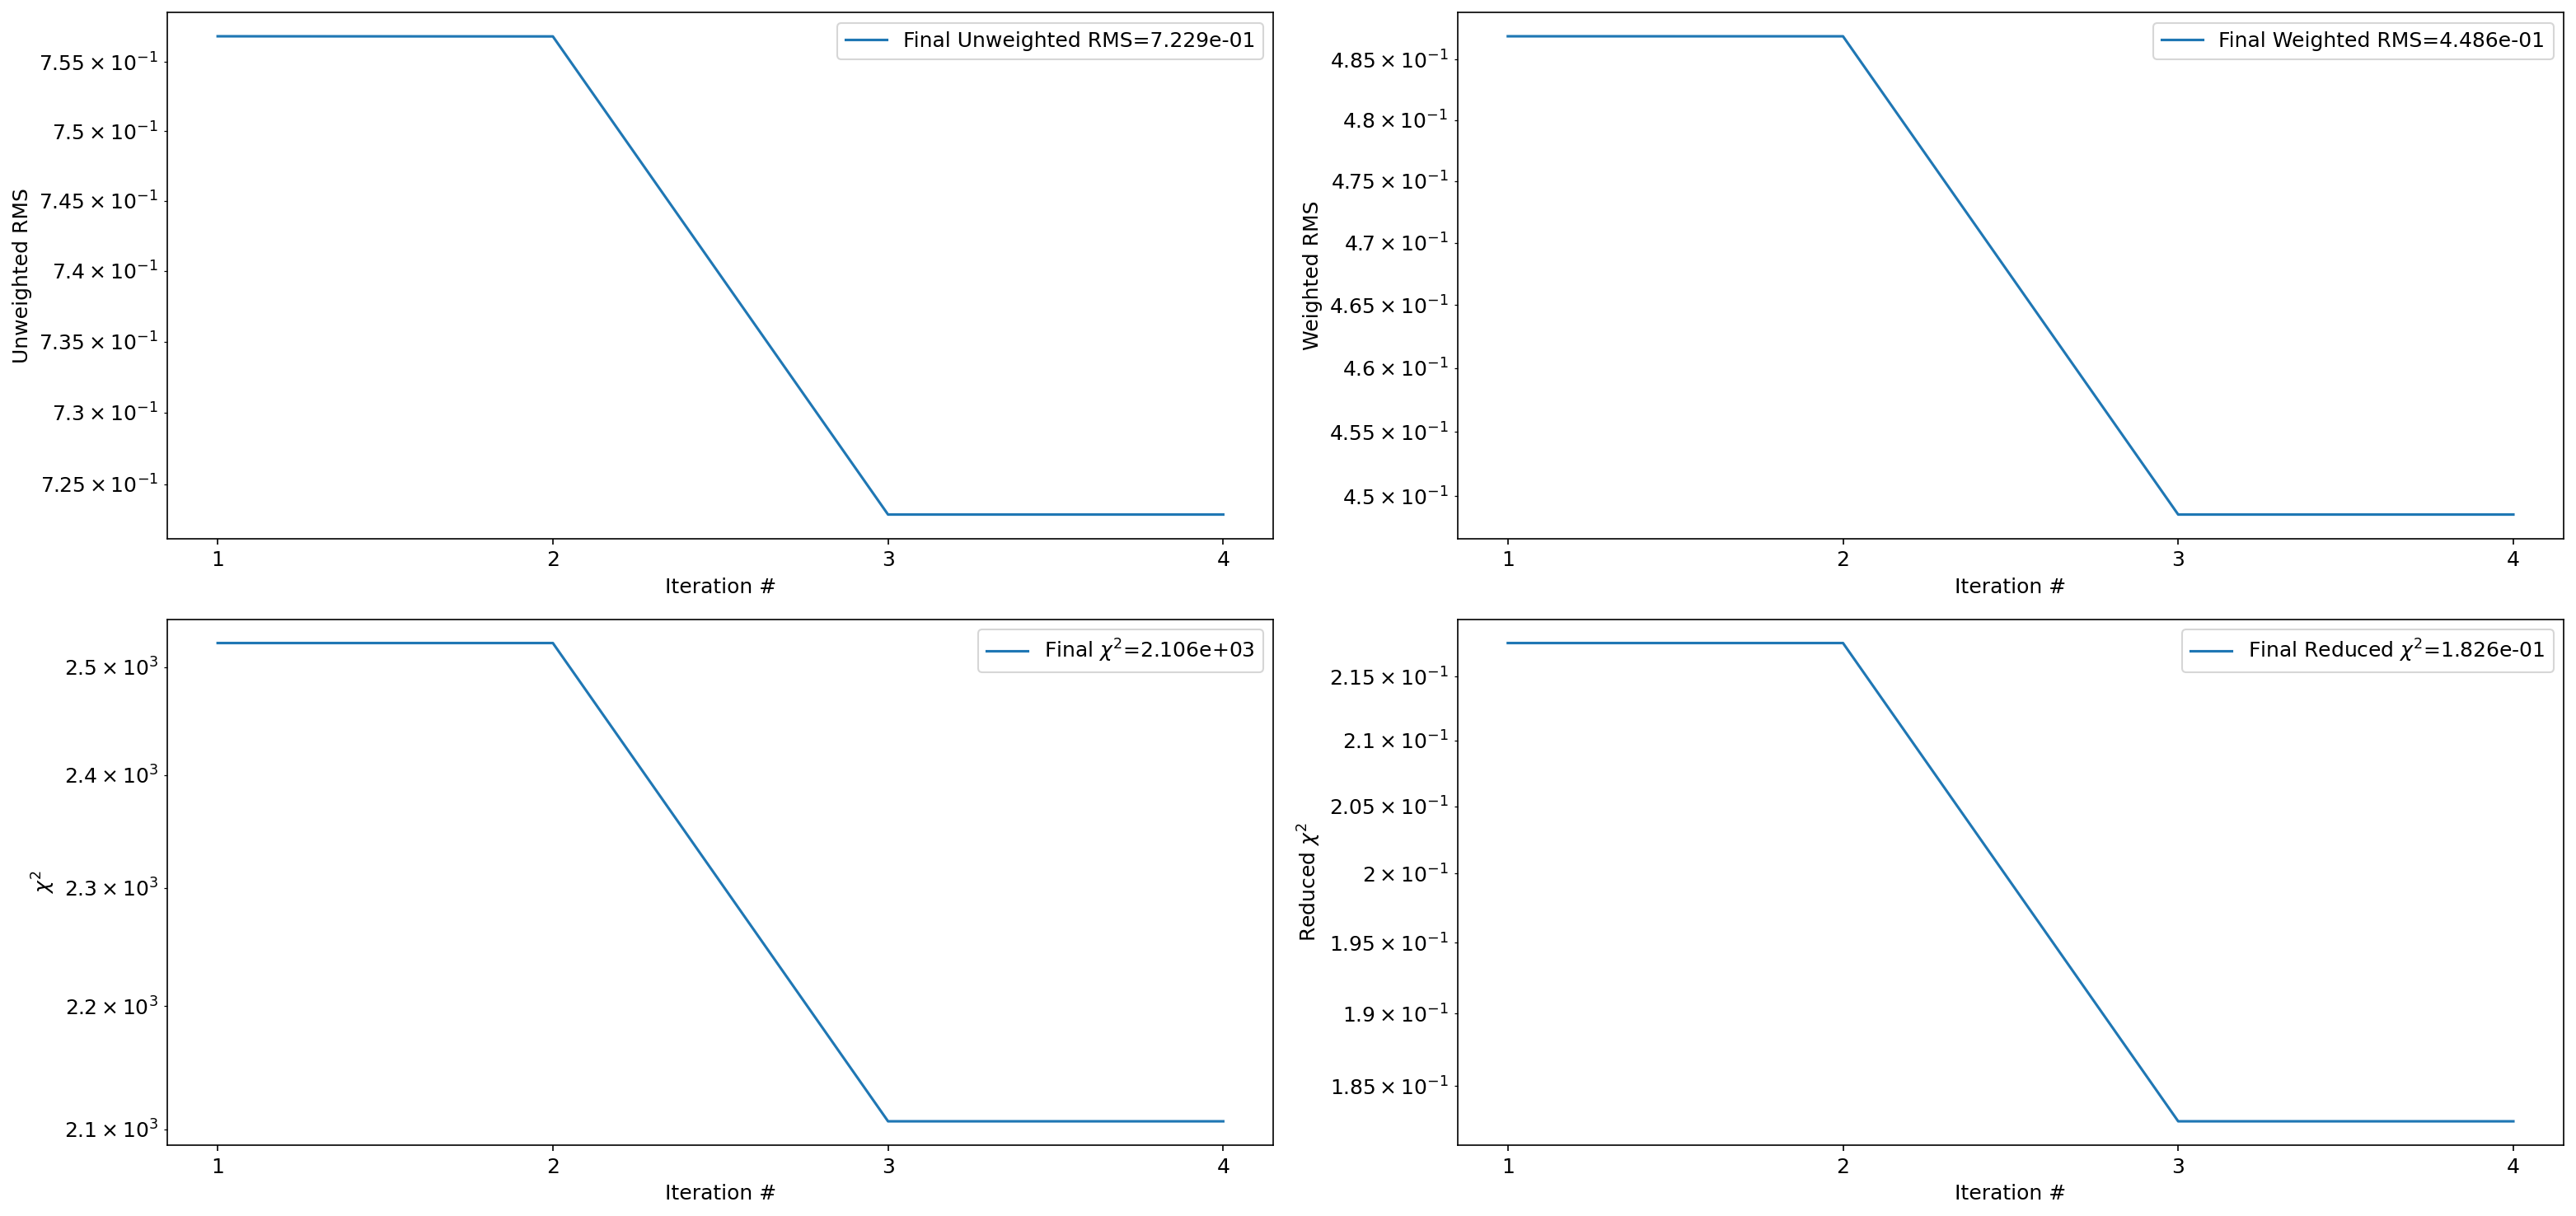 Final Unweighted RMS=7.229e-01
7.55 × 10⁻¹
7.5 × 10⁻¹
7.45 × 10⁻¹
7.4 × 10⁻¹
7.35 × 10⁻¹
7.3 × 10⁻¹
7.25 × 10⁻¹
Unweighted RMS
1 2 3 4
Iteration #
Final Weighted RMS=4.486e-01
4.85 × 10⁻¹
4.8 × 10⁻¹
4.75 × 10⁻¹
4.7 × 10⁻¹
4.65 × 10⁻¹
4.6 × 10⁻¹
4.55 × 10⁻¹
4.5 × 10⁻¹
Weighted RMS
1 2 3 4
Iteration #
Final χ²=2.106e+03
2.5 × 10³
2.4 × 10³
2.3 × 10³
2.2 × 10³
2.1 × 10³
χ²
1 2 3 4
Iteration #
Final Reduced χ²=1.826e-01
2.15 × 10⁻¹
2.1 × 10⁻¹
2.05 × 10⁻¹
2 × 10⁻¹
1.95 × 10⁻¹
1.9 × 10⁻¹
1.85 × 10⁻¹
Reduced χ²
1 2 3 4
Iteration #